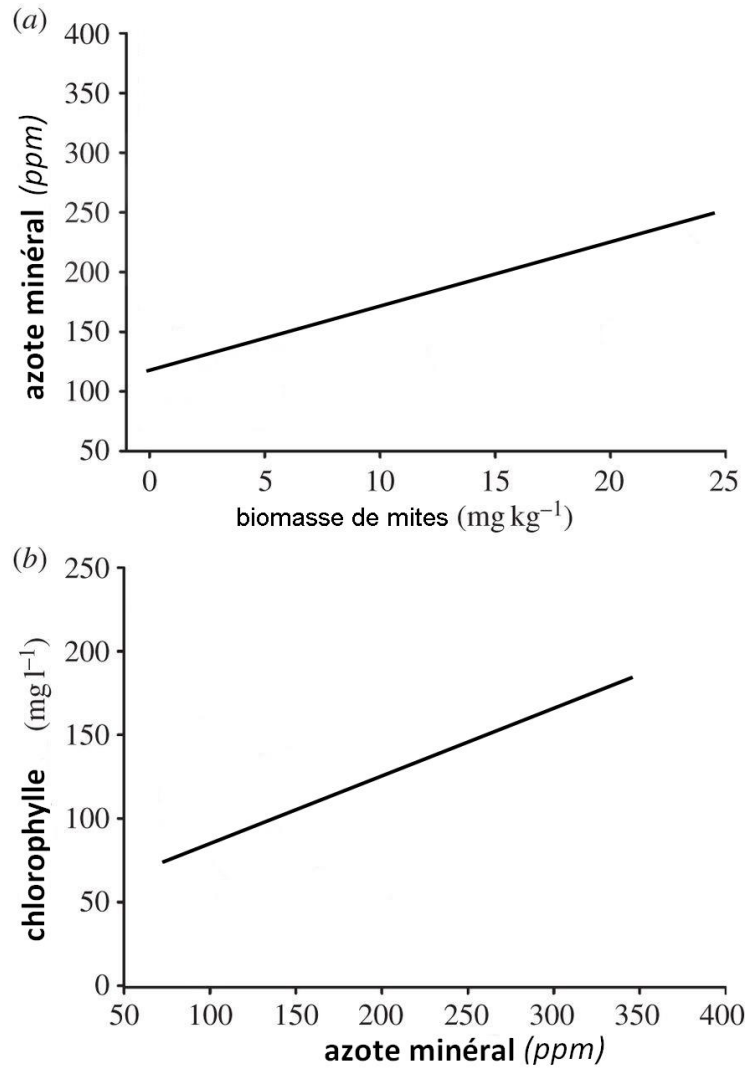 (a)
400
350
300
250
200
150
100
50
azote minéral (ppm)
0 5 10 15 20 25
biomasse de mites (mg kg⁻¹)
(b)
250
200
150
100
50
0
chlorophylle (mg l⁻¹)
50 100 150 200 250 300 350 400
azote minéral (ppm)